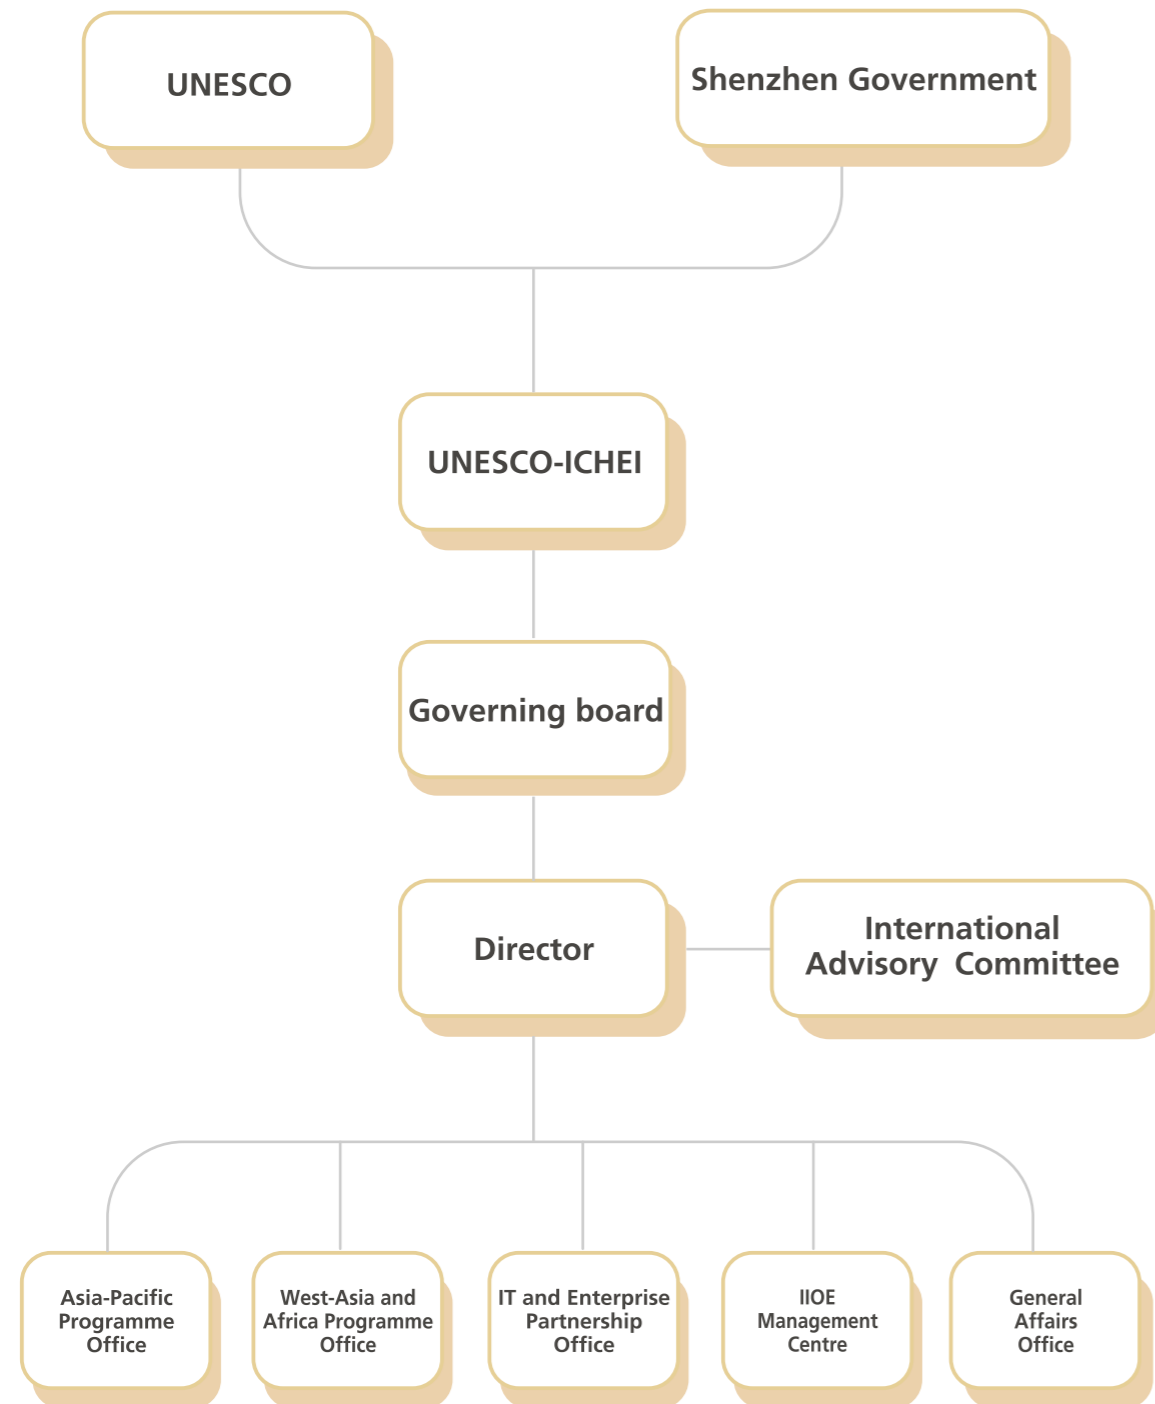 UNESCO
Shenzhen Government
UNESCO-ICHEI
Governing board
Director
International
Advisory Committee
Asia-Pacific
Programme
Office
West-Asia and
Africa Programme
Office
IT and Enterprise
Partnership
Office
IIOE
Management
Centre
General
Affairs
Office